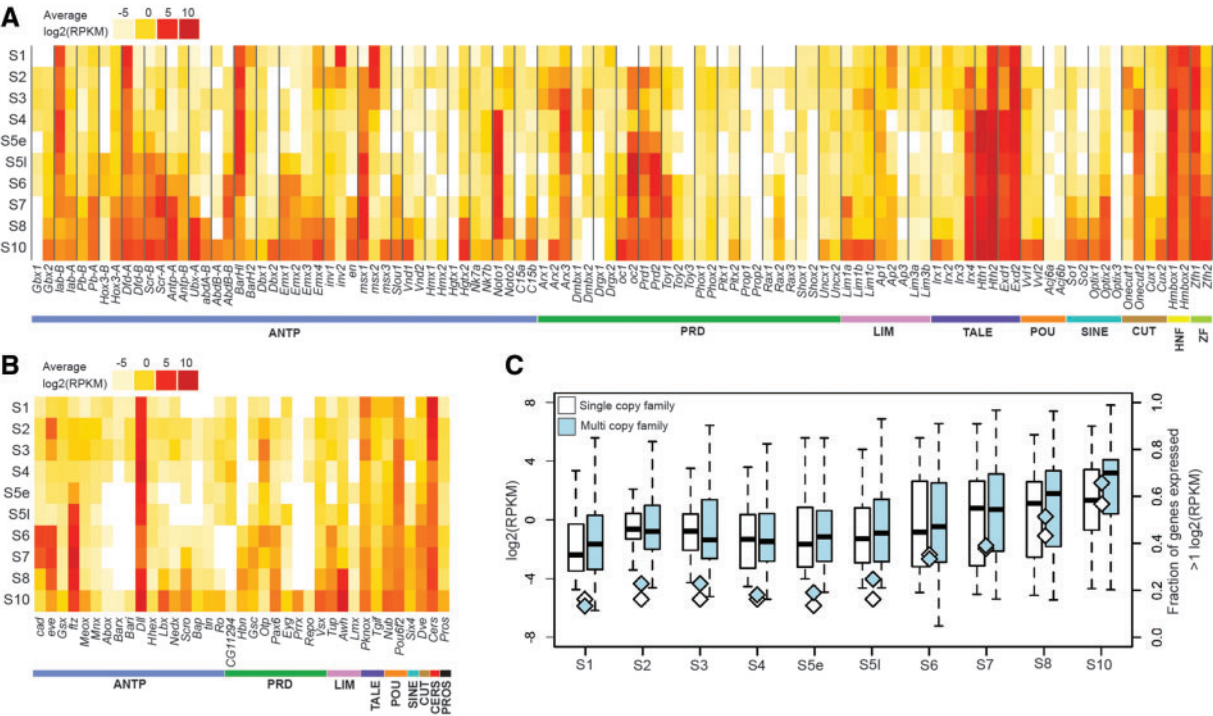 A
Average
log2(RPKM)
-5 0 5 10
S1
S2
S3
S4
S5e
S5l
S6
S7
S8
S10
Gbx1 Gbx2 lab-B lab-A Pb-B Pb-A Hox3-B Hox3-A Dfd-A Dfd-B Scr-B Scr-A Antp-A Antp-B Ubx-A abdA-B AbdB-A AbdB-B BarHI BarH2 Dbx1 Dbx2 Emx1 Emx2 Emx3 Emx4 inv1 inv2 en msx1 msx2 msx3 Slou1 Vnd1 Vnd2 Hmx1 Hmx2 Hgtx1 Hgtx2 Nk7a Nk7b Noto1 Noto2 C15a C15b Arx1 Arx2 Arx3 Dmbx1 Dmbx2 Drgx1 Drgx2 oc1 oc2 Prd1 Prd2 Toy1 Toy2 Toy3 Phox1 Phox2 Pitx1 Pitx2 Prop1 Prop2 Rax1 Rax2 Rax3 Shox1 Shox2 Uncx1 Uncx2 Lim1a Lim1b Lim1c Ap1 Ap2 Ap3 Lim3a Lim3b Irx1 Irx2 Irx3 Irx4 Hth1 Hth2 Exd1 Exd2 Vvl1 Vvl2 Acj6a Acj6b So1 So2 Optix1 Optix2 Optix3 Onecut1 Onecut2 Cux1 Cux2 Hmbox1 Hmbox2 Zfh1 Zfh2
ANTP PRD LIM TALE POU SINE CUT HNF ZF
B
Average
log2(RPKM)
-5 0 5 10
S1
S2
S3
S4
S5e
S5l
S6
S7
S8
S10
cad eve Gsx ftz Meox Mnx Abox Barx Bari Dll Hhex Lbx Nedx Scro Bap tin Ro CG11294 Hbn Gsc Otp Pax6 Eyg Prrx Repo Vsx Tup Awh Lmx Pknox Tgif Nub Pou6f2 Six4 Dve Cers Pros
ANTP PRD LIM TALE POU SINE CUT CERS PROS
C
Single copy family
Multi copy family
log2(RPKM)
8
4
0
-4
-8
1.0
0.8
0.6
0.4
0.2
0.0
Fraction of genes expressed
>1 log2(RPKM)
S1 S2 S3 S4 S5e S5l S6 S7 S8 S10